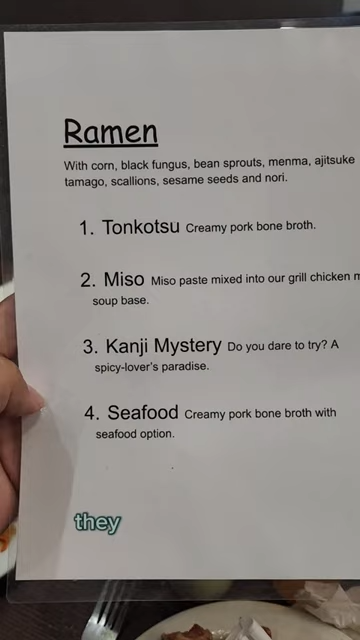 Ramen
With corn, black fungus, bean sprouts, menma, ajitsuke
tamago, scallions, sesame seeds and nori.
1. Tonkotsu Creamy pork bone broth.
2. Miso Miso paste mixed into our grill chicken
soup base.
3. Kanji Mystery Do you dare to try? A
spicy-lover's paradise.
4. Seafood Creamy pork bone broth with
seafood option.
they